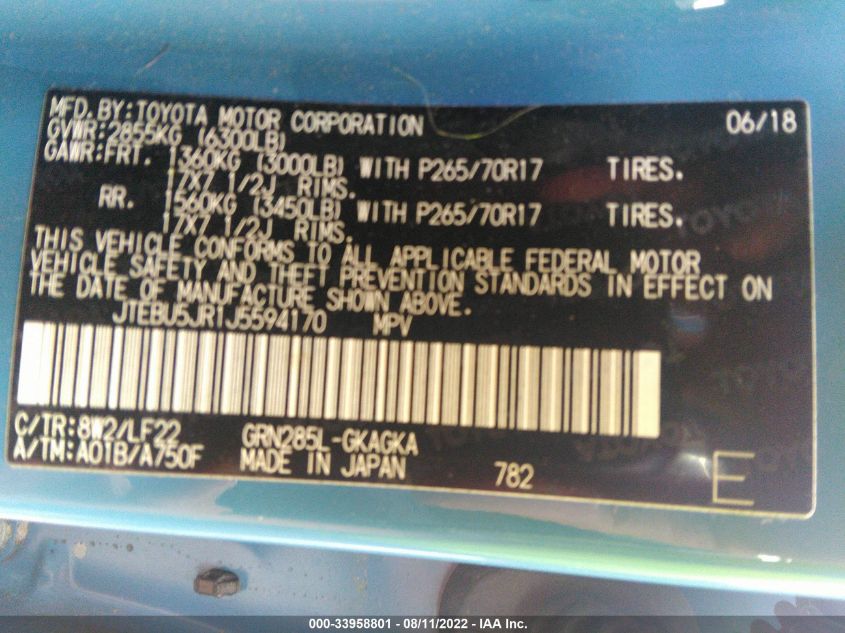 MFD.BY:TOYOTA MOTOR CORPORATION 06/18
GVWR:2855KG (6300LB)
GAWR:FRT. 1360KG (3000LB) WITH P265/70R17 TIRES.
17X7 1/2J RIMS.
RR. 1560KG (3450LB) WITH P265/70R17 TIRES.
17X7 1/2J RIMS.
THIS VEHICLE CONFORMS TO ALL APPLICABLE FEDERAL MOTOR
VEHICLE SAFETY AND THEFT PREVENTION STANDARDS IN EFFECT ON
THE DATE OF MANUFACTURE SHOWN ABOVE.
JTEBU5JR1J5594170 MPV
C/TR:8W2/LF22 GRN285L-GKAGKA
A/TM:A01B/A750F MADE IN JAPAN 782 E
000-33958801 - 08/11/2022 - IAA Inc.